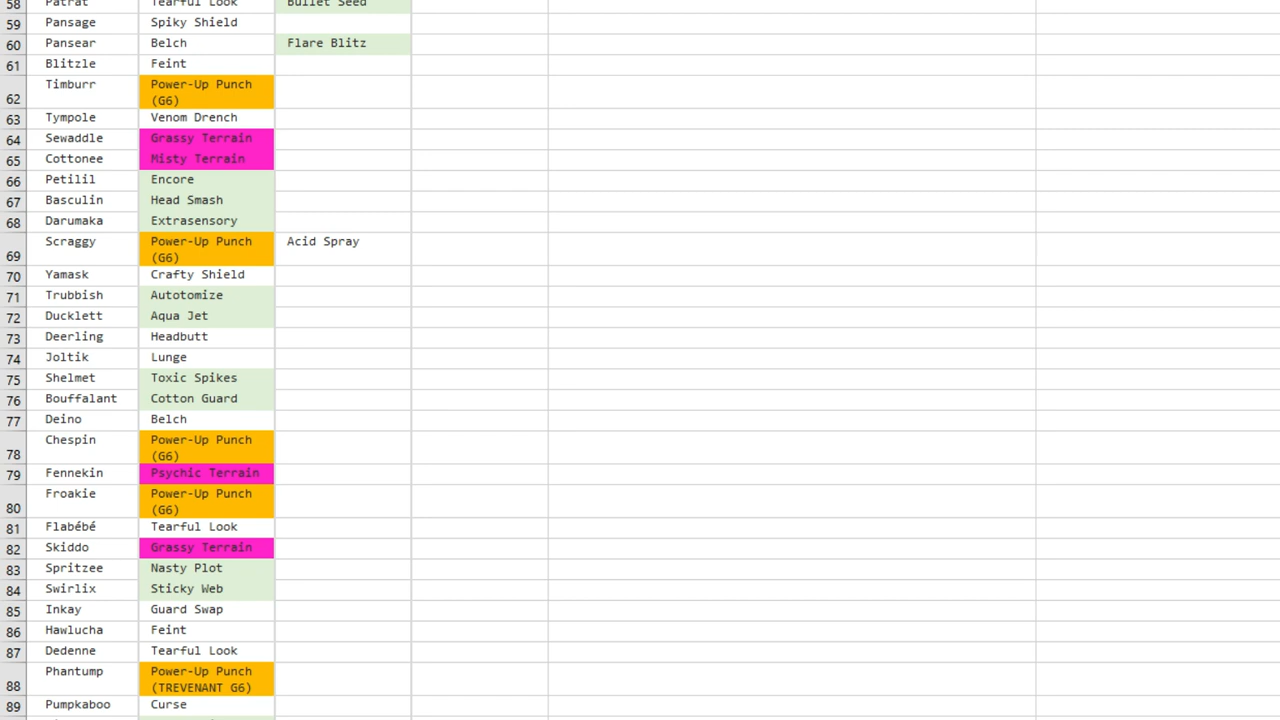 58 Patrat Tearful Look Bullet Seed
59 Pansage Spiky Shield
60 Pansear Belch Flare Blitz
61 Blitzle Feint
62 Timburr Power-Up Punch
(G6)
63 Tympole Venom Drench
64 Sewaddle Grassy Terrain
65 Cottonee Misty Terrain
66 Petilil Encore
67 Basculin Head Smash
68 Darumaka Extrasensory
69 Scraggy Power-Up Punch Acid Spray
(G6)
70 Yamask Crafty Shield
71 Trubbish Autotomize
72 Ducklett Aqua Jet
73 Deerling Headbutt
74 Joltik Lunge
75 Shelmet Toxic Spikes
76 Bouffalant Cotton Guard
77 Deino Belch
78 Chespin Power-Up Punch
(G6)
79 Fennekin Psychic Terrain
80 Froakie Power-Up Punch
(G6)
81 Flabébé Tearful Look
82 Skiddo Grassy Terrain
83 Spritzee Nasty Plot
84 Swirlix Sticky Web
85 Inkay Guard Swap
86 Hawlucha Feint
87 Dedenne Tearful Look
88 Phantump Power-Up Punch
(TREVENANT G6)
89 Pumpkaboo Curse